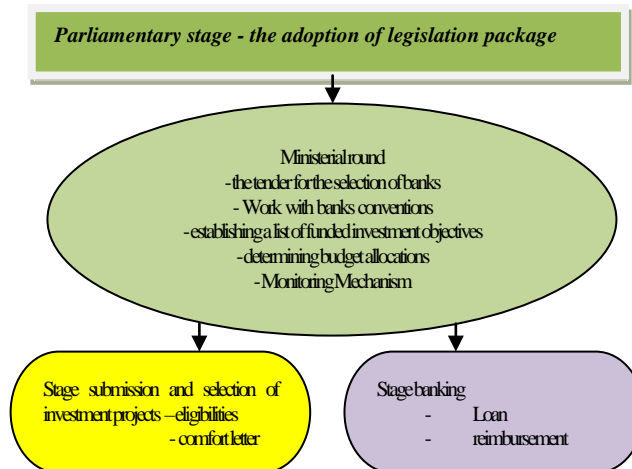 Parliamentary stage - the adoption of legislation package
Ministerial round
-the tender for the selection of banks
- Work with banks conventions
-establishing a list of funded investment objectives
-determining budget allocations
- Monitoring Mechanism
Stage submission and selection of
investment projects – eligibilities
- comfort letter
Stage banking
- Loan
- reimbursement